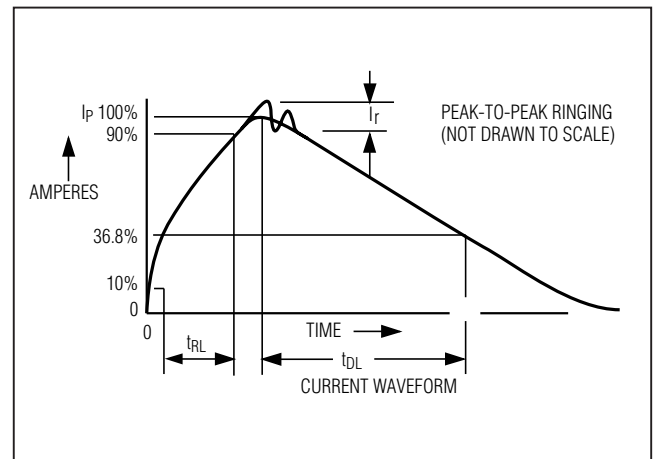 I_P 100%
90%
AMPERES
36.8%
10%
0
0
t_RL
TIME
t_DL
CURRENT WAVEFORM
I_r
PEAK-TO-PEAK RINGING
(NOT DRAWN TO SCALE)